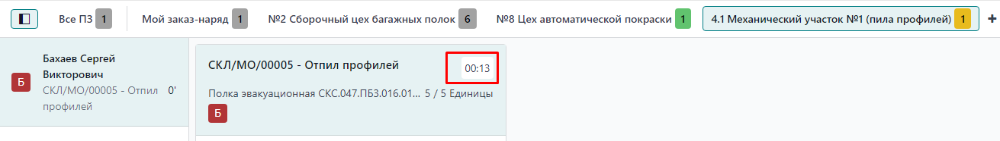 Все ПЗ 1 Мой заказ-наряд 1 №2 Сборочный цех багажных полок 6 №8 Цех автоматической покраски 1 4.1 Механический участок №1 (пила профилей) 1 +
Бахаев Сергей
Викторович
Б
СКЛ/МО/00005 - Отпил 0'
профилей
СКЛ/МО/00005 - Отпил профилей 00:13
Полка эвакуационная СКС.047.ПБЗ.016.01... 5 / 5 Единицы
Б